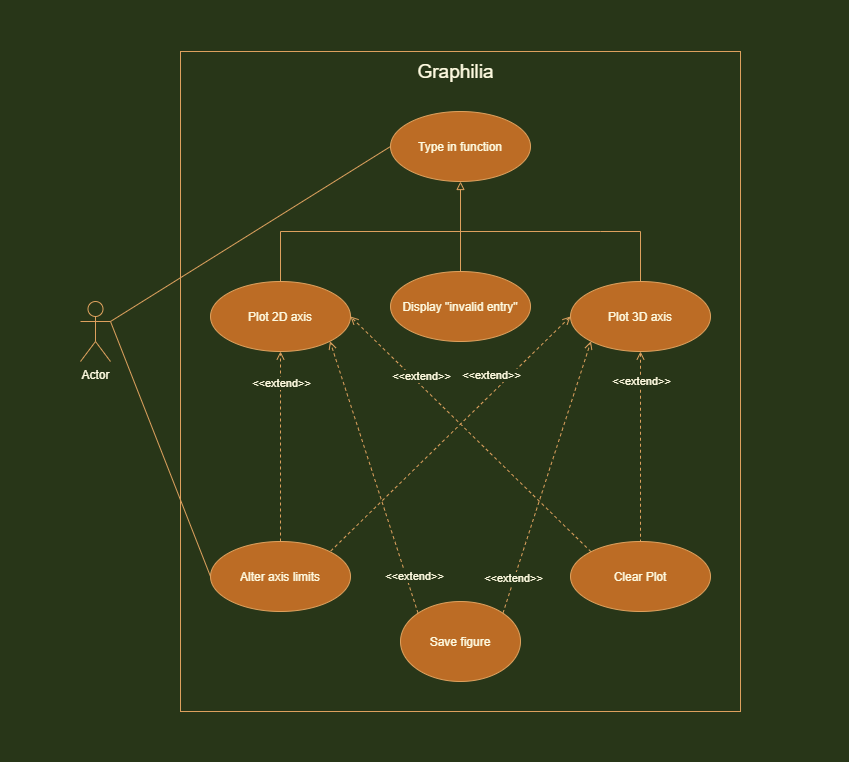 Graphilia
Type in function
Plot 2D axis
Display "invalid entry"
Plot 3D axis
Actor
<<extend>>
<<extend>>
<<extend>>
<<extend>>
Alter axis limits
<<extend>>
<<extend>>
Clear Plot
Save figure